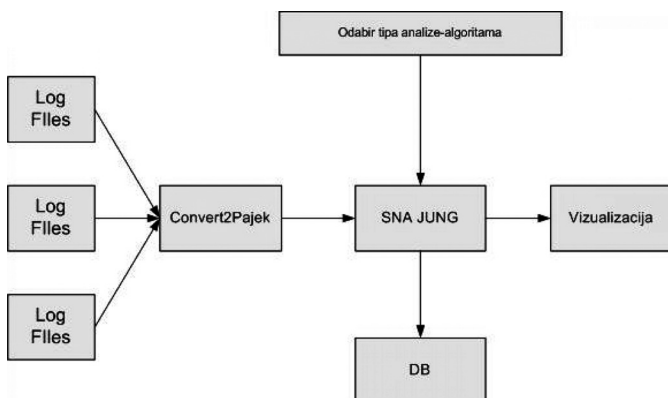 Odabir tipa analize-algoritama
Log
FIles
Log
FIles
Log
FIles
Convert2Pajek
SNA JUNG
Vizualizacija
DB